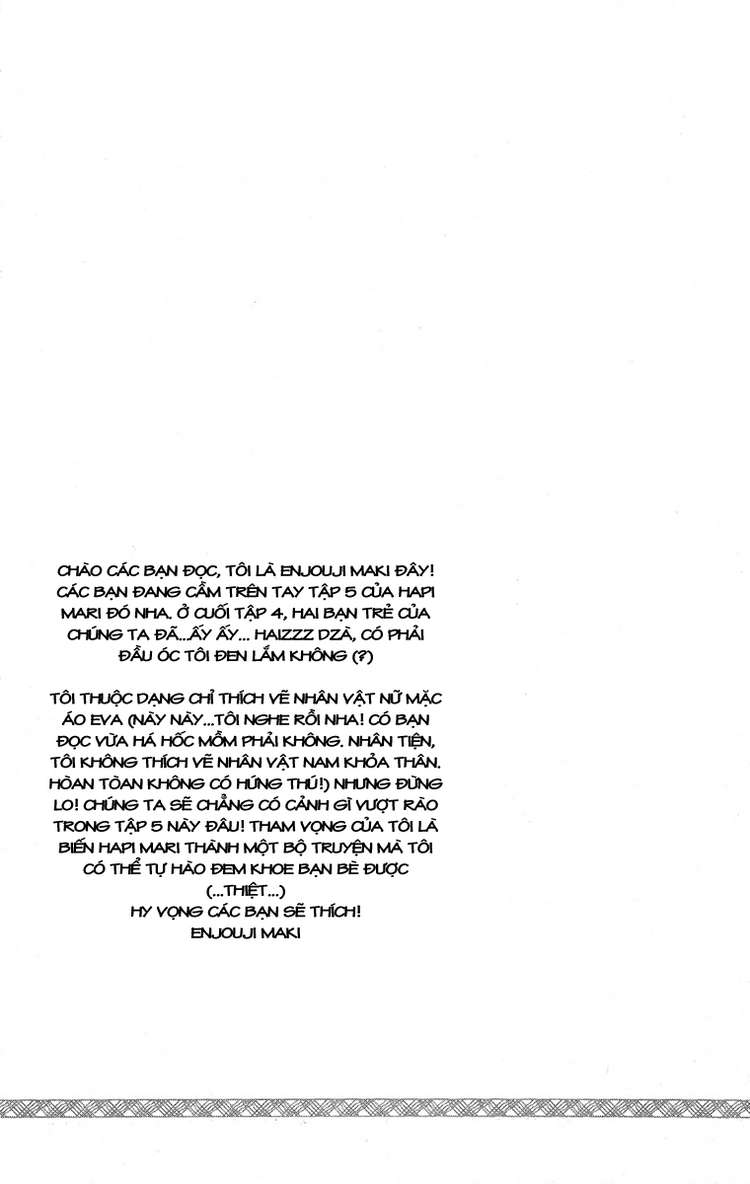 CHÀO CÁC BẠN ĐỌC, TÔI LÀ ENJOUJI MAKI ĐÂY!
CÁC BẠN ĐANG CẦM TRÊN TAY TẬP 5 CỦA HAPI
MARI ĐÓ NHA. Ở CUỐI TẬP 4, HAI BẠN TRẺ CỦA
CHÚNG TA ĐÃ...ẤY ẤY... HAIZZZ DZÀ, CÓ PHẢI
ĐẦU ÓC TÔI ĐEN LẮM KHÔNG (?)
TÔI THUỘC DẠNG CHỈ THÍCH VẼ NHÂN VẬT NỮ MẶC
ÁO EVA (NÀY NÀY...TÔI NGHE RỒI NHA! CÓ BẠN
ĐỌC VỪA HÁ HỐC MỒM PHẢI KHÔNG. NHÂN TIỆN,
TÔI KHÔNG THÍCH VẼ NHÂN VẬT NAM KHỎA THÂN.
HÒAN TÒAN KHÔNG CÓ HỨNG THÚ!) NHƯNG ĐỪNG
LO! CHÚNG TA SẼ CHẲNG CÓ CẢNH GÌ VƯỢT RÀO
TRONG TẬP 5 NÀY ĐÂU! THAM VỌNG CỦA TÔI LÀ
BIẾN HAPI MARI THÀNH MỘT BỘ TRUYỆN MÀ TÔI
CÓ THỂ TỰ HÀO ĐEM KHOE BẠN BÈ ĐƯỢC
(...THIỆT...)
HY VỌNG CÁC BẠN SẼ THÍCH!
ENJOUJI MAKI